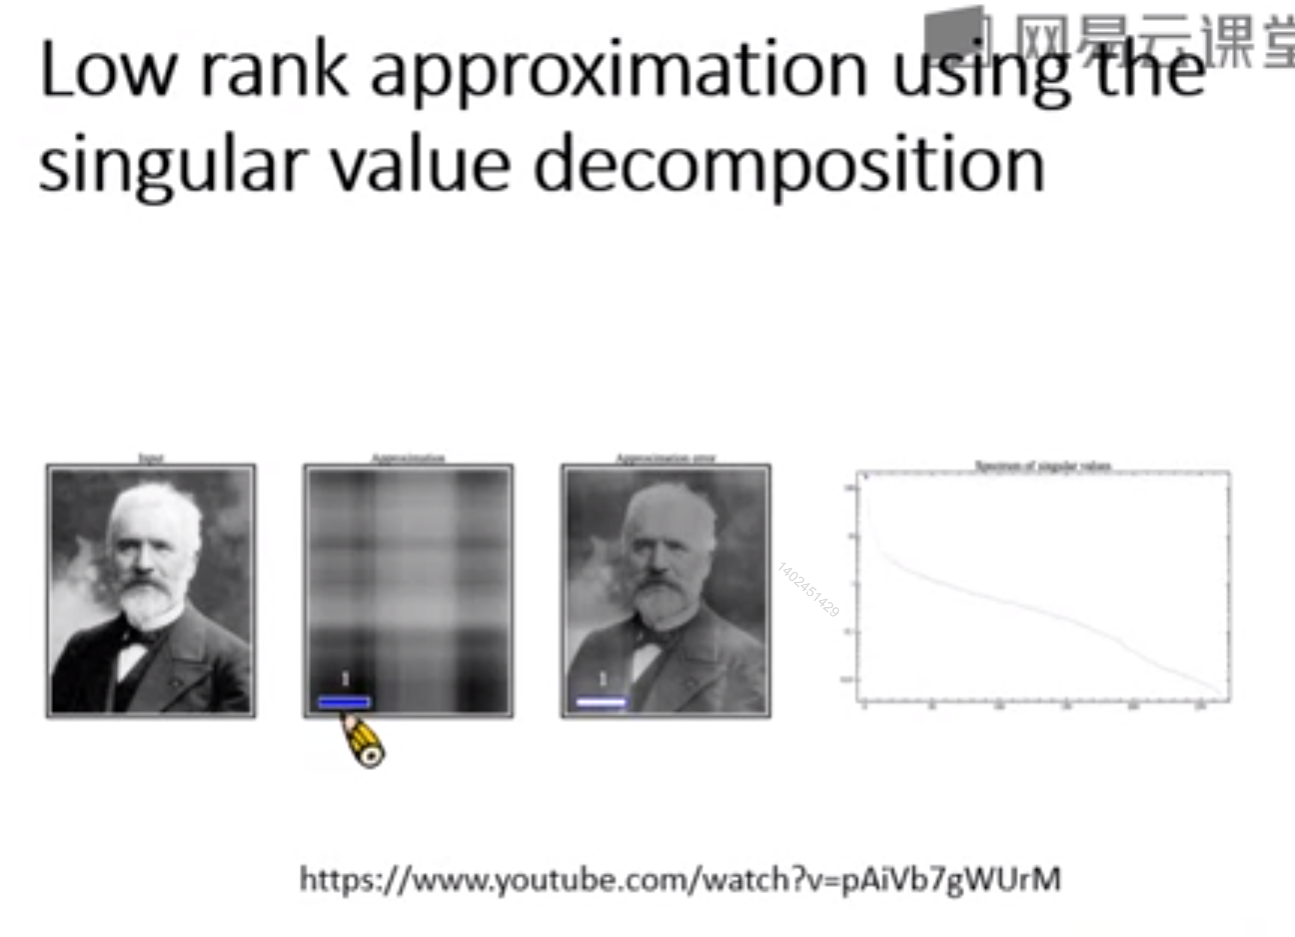 网易云课堂
Low rank approximation using the
singular value decomposition
Input
Approximation
Approximation error
Spectrum of singular values
1
1
1402451429
https://www.youtube.com/watch?v=pAiVb7gWUrM